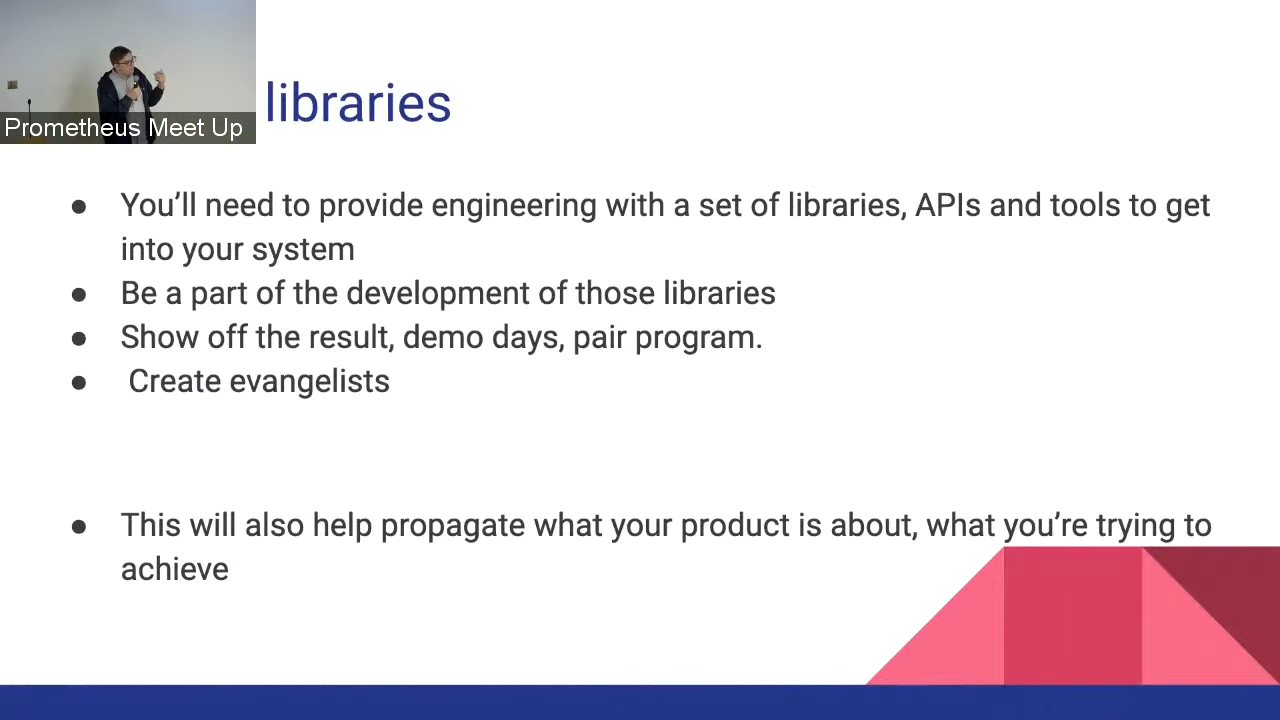 Prometheus Meet Up
libraries
● You’ll need to provide engineering with a set of libraries, APIs and tools to get
into your system
● Be a part of the development of those libraries
● Show off the result, demo days, pair program.
● Create evangelists
● This will also help propagate what your product is about, what you’re trying to
achieve